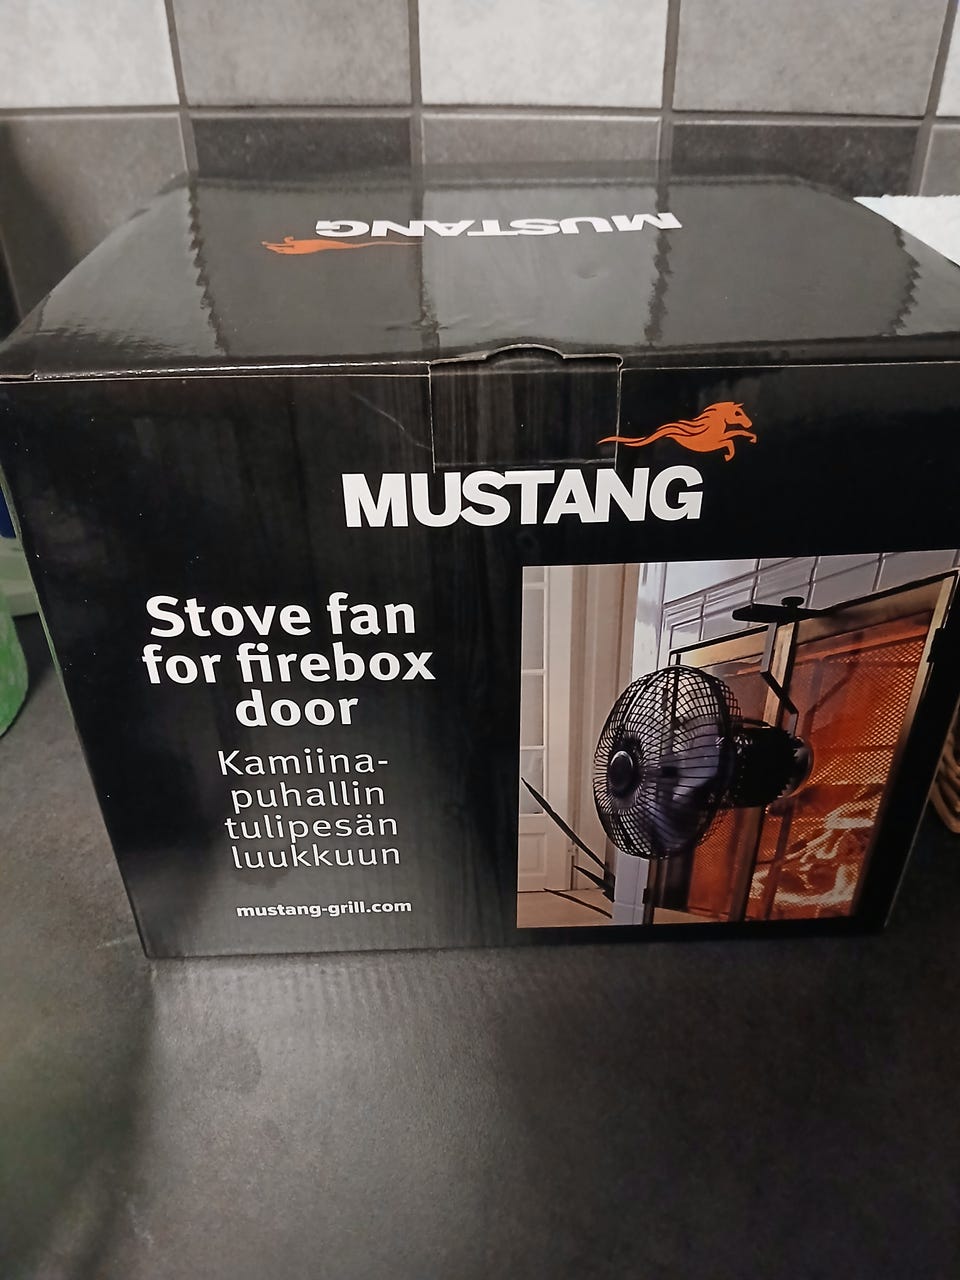 MUSTANG
MUSTANG
Stove fan
for firebox
door
Kamiina-
puhallin
tulipesän
luukkuun
mustang-grill.com